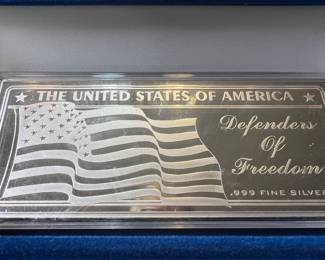 ★ THE UNITED STATES OF AMERICA ★
Defenders
Of
Freedom
.999 FINE SILVER